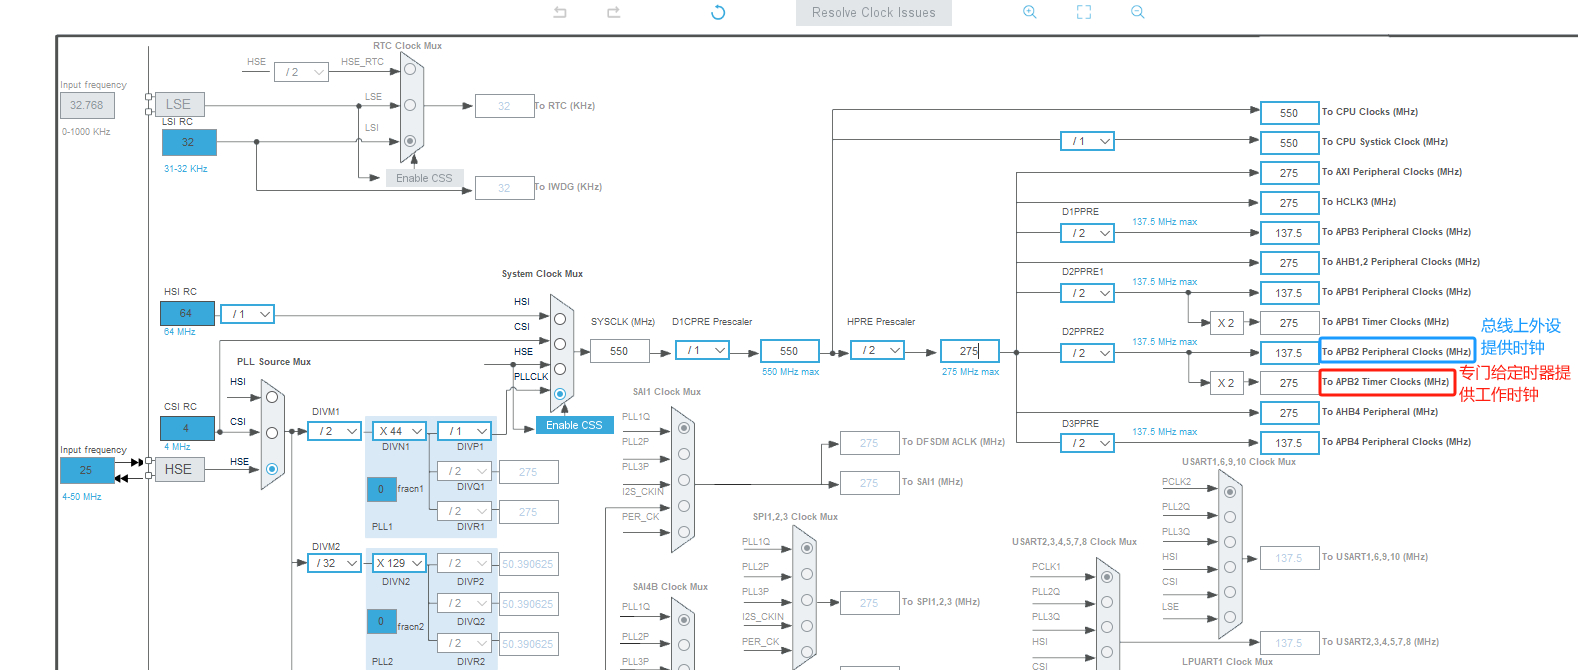 Resolve Clock Issues
RTC Clock Mux
HSE
/ 2
HSE_RTC
Input frequency
32.768
0-1000 KHz
LSE
LSE
32
To RTC (KHz)
LSI RC
32
31-32 KHz
LSI
Enable CSS
32
To IWDG (KHz)
550
To CPU Clocks (MHz)
/ 1
550
To CPU Systick Clock (MHz)
275
To AXI Peripheral Clocks (MHz)
275
To HCLK3 (MHz)
D1PPRE
/ 2
137.5 MHz max
137.5
To APB3 Peripheral Clocks (MHz)
275
To AHB1,2 Peripheral Clocks (MHz)
D2PPRE1
/ 2
137.5 MHz max
137.5
To APB1 Peripheral Clocks (MHz)
X 2
275
To APB1 Timer Clocks (MHz)
D2PPRE2
/ 2
137.5 MHz max
137.5
To APB2 Peripheral Clocks (MHz)
总线上外设
提供时钟
X 2
275
To APB2 Timer Clocks (MHz)
专门给定时器提
供工作时钟
275
To AHB4 Peripheral (MHz)
D3PPRE
/ 2
137.5 MHz max
137.5
To APB4 Peripheral Clocks (MHz)
System Clock Mux
HSI RC
64
64 MHz
/ 1
HSI
CSI
HSE
PLLCLK
SYSCLK (MHz)
550
D1CPRE Prescaler
/ 1
550
550 MHz max
HPRE Prescaler
/ 2
275
275 MHz max
Enable CSS
PLL Source Mux
HSI
CSI RC
4
4 MHz
CSI
Input frequency
25
4-50 MHz
HSE
HSE
DIVM1
/ 2
X 44
DIVN1
/ 1
DIVP1
0
fracn1
/ 2
DIVQ1
275
/ 2
DIVR1
275
PLL1
DIVM2
/ 32
X 129
DIVN2
/ 2
DIVP2
50.390625
0
fracn2
/ 2
DIVQ2
50.390625
/ 2
DIVR2
50.390625
PLL2
SAI1 Clock Mux
PLL1Q
PLL2P
PLL3P
I2S_CKIN
PER_CK
275
To DFSDM ACLK (MHz)
275
To SAI1 (MHz)
SAI4B Clock Mux
PLL1Q
PLL2P
PLL3P
SPI1,2,3 Clock Mux
PLL1Q
PLL2P
PLL3P
I2S_CKIN
PER_CK
275
To SPI1,2,3 (MHz)
USART2,3,4,5,7,8 Clock Mux
PCLK1
PLL2Q
PLL3Q
HSI
CSI
137.5
To USART2,3,4,5,7,8 (MHz)
USART1,6,9,10 Clock Mux
PCLK2
PLL2Q
PLL3Q
HSI
CSI
LSE
137.5
To USART1,6,9,10 (MHz)
LPUART1 Clock Mux